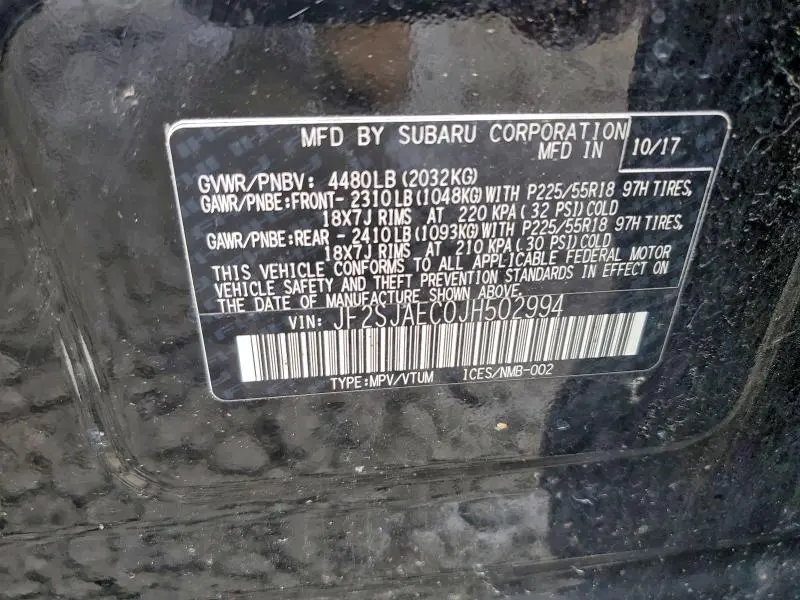 MFD BY SUBARU CORPORATION
MFD IN 10/17
GVWR/PNBV: 4480LB(2032KG)
GAWR/PNBE:FRONT- 2310LB(1048KG)WITH P225/55R18 97H TIRES,
18X7J RIMS AT 220 KPA(32 PSI)COLD
GAWR/PNBE:REAR - 2410LB(1093KG)WITH P225/55R18 97H TIRES,
18X7J RIMS AT 210 KPA(30 PSI)COLD
THIS VEHICLE CONFORMS TO ALL APPLICABLE FEDERAL MOTOR
VEHICLE SAFETY AND THEFT PREVENTION STANDARDS IN EFFECT ON
THE DATE OF MANUFACTURE SHOWN ABOVE.
VIN: JF2SJAEC0JH502994
TYPE:MPV/VTUM 1CES/NMB-002